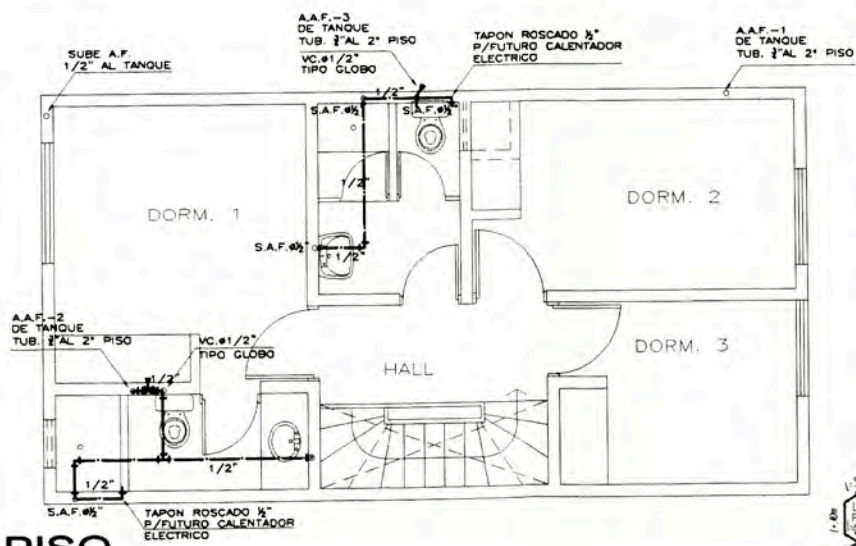 SUBE A.F.
1/2" AL TANQUE
A.A.F.-3
DE TANQUE
TUB. ¾"AL 2° PISO
VC.ø1/2"
TIPO GLOBO
TAPON ROSCADO ½"
P/FUTURO CALENTADOR
ELECTRICO
A.A.F.-1
DE TANQUE
TUB. ¾"AL 2° PISO
1/2"
S.A.F.ø½"
S.A.F.ø½"
1/2"
DORM. 1
DORM. 2
S.A.F.ø½"
1/2"
A.A.F.-2
DE TANQUE
TUB. ¾"AL 2° PISO
VC.ø1/2"
TIPO GLOBO
1/2"
HALL
DORM. 3
1/2"
1/2"
S.A.F.ø½"
TAPON ROSCADO ½"
P/FUTURO CALENTADOR
ELECTRICO
PISO